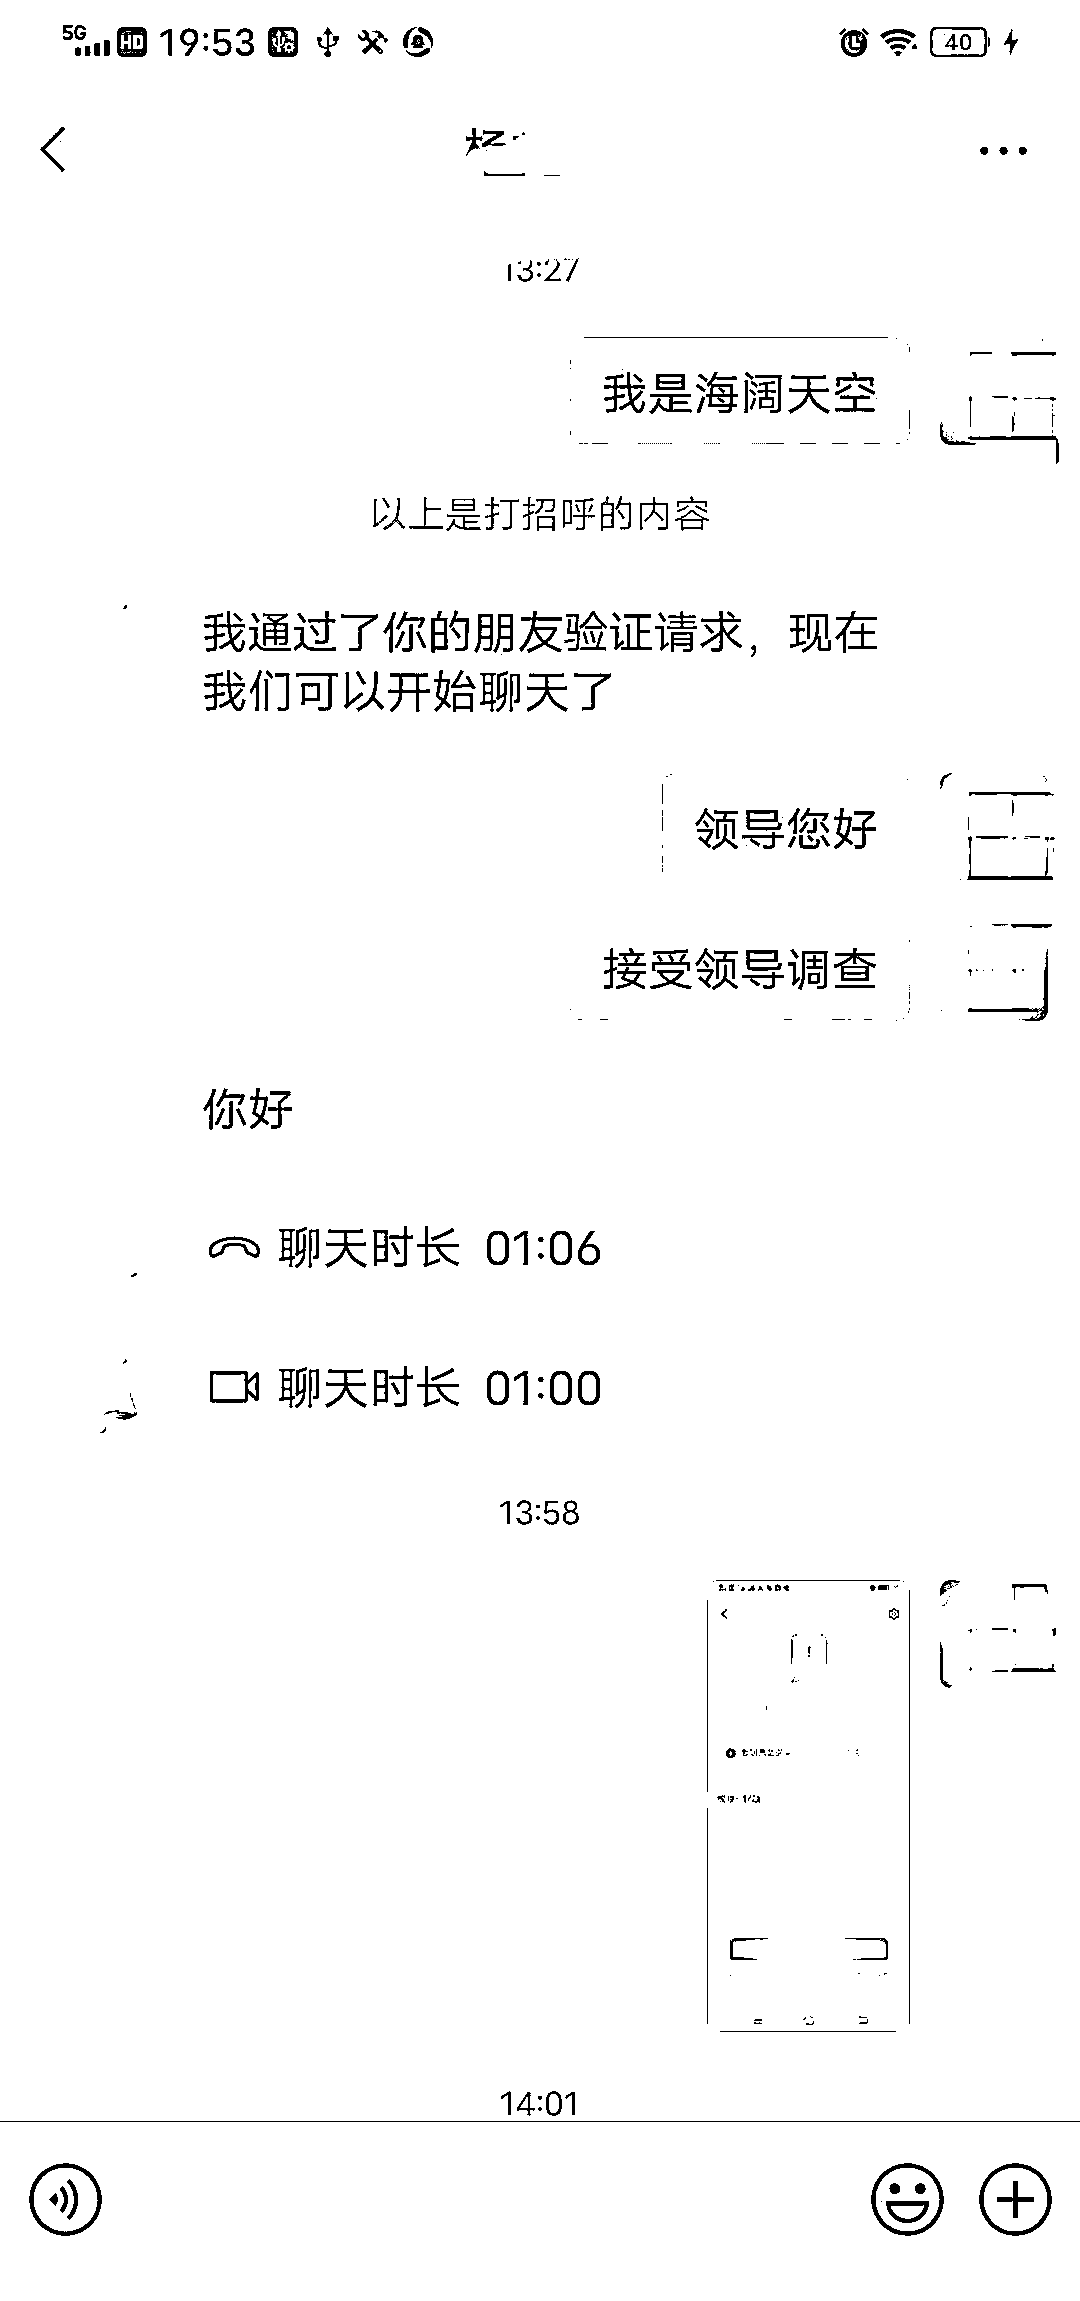 5G HD 19:53 40
13:27
我是海阔天空
以上是打招呼的内容
我通过了你的朋友验证请求，现在
我们可以开始聊天了
领导您好
接受领导调查
你好
聊天时长 01:06
聊天时长 01:00
13:58
14:01